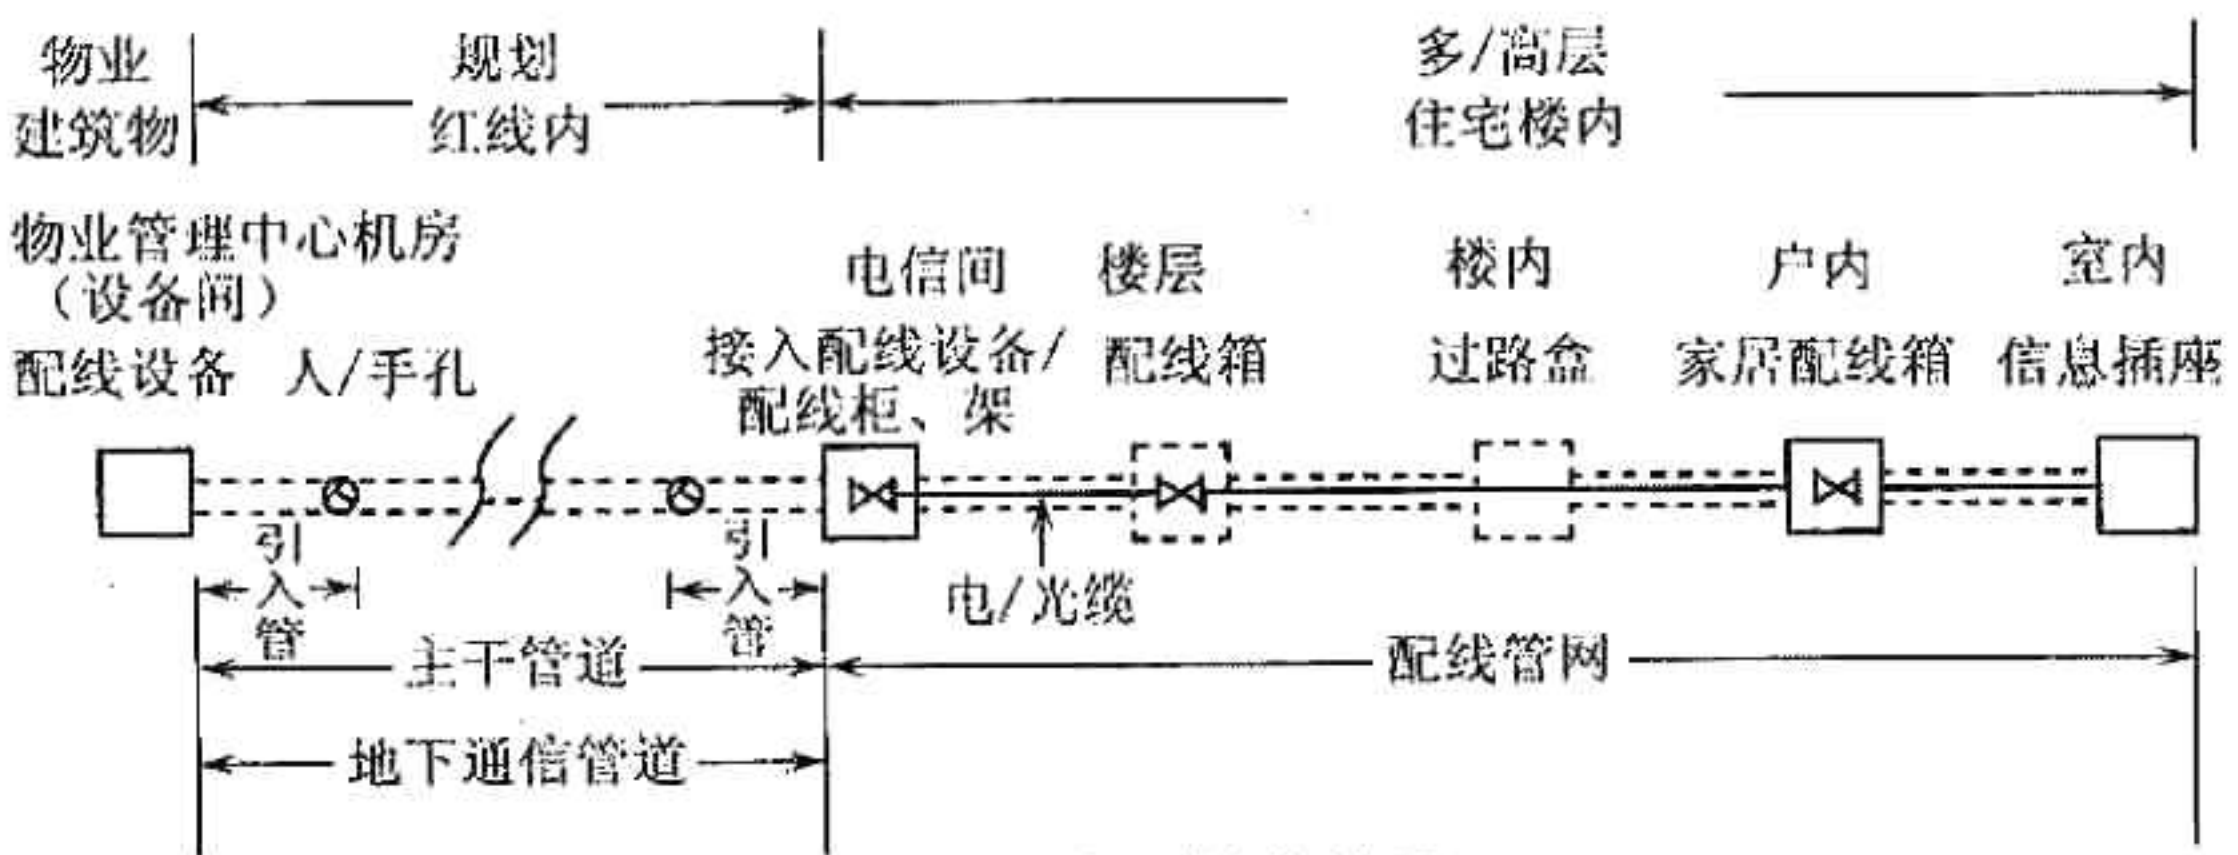 物业
建筑物
规划
红线内
多/高层
住宅楼内
物业管理中心机房
（设备间）
配线设备
人/手孔
电信间
接入配线设备/
配线柜、架
楼层
配线箱
楼内
过路盒
户内
家居配线箱
室内
信息插座
引入管
引入管
电/光缆
主干管道
配线管网
地下通信管道